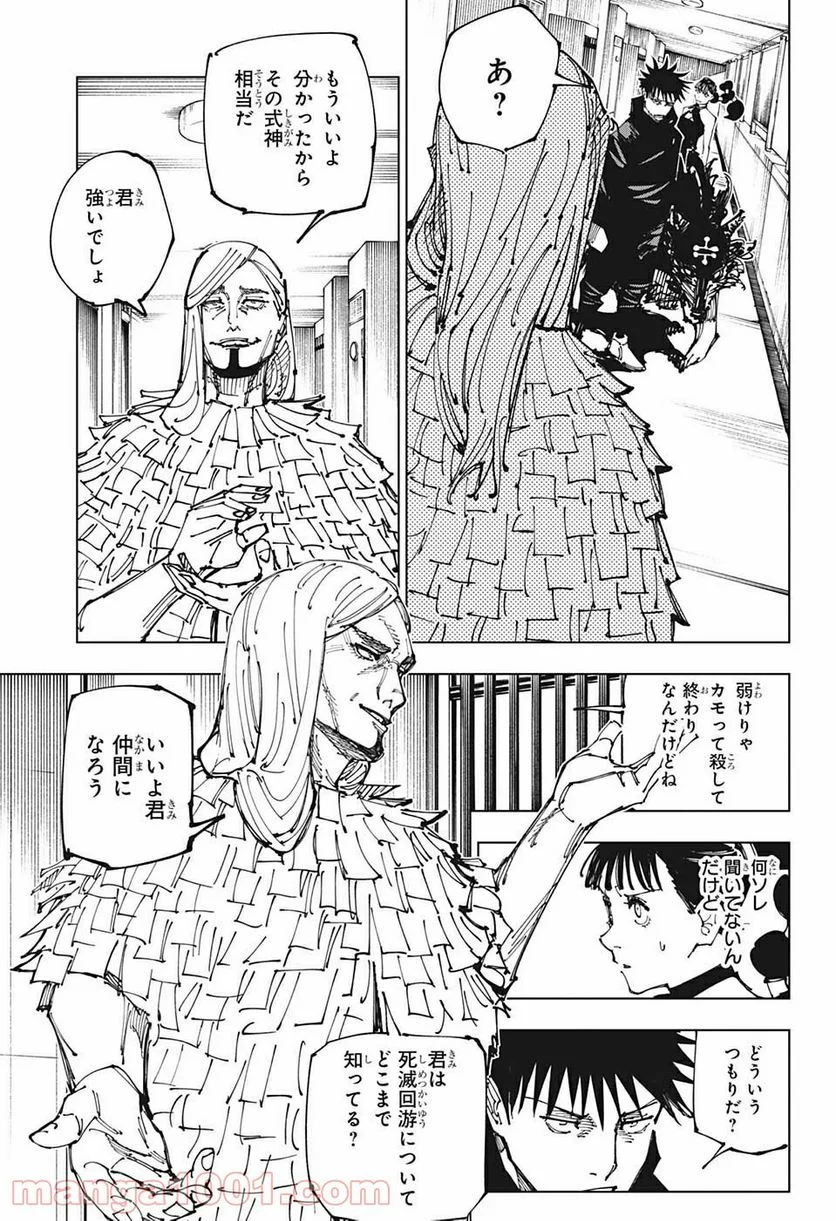 あ？
もういいよ
分かったから
その式神
相当だ
君
強いでしょ
弱けりゃ
カモって殺して
終わり
なんだけどね
何ソレ
聞いてないん
だけど
いいよ君
仲間に
なろう
どういう
つもりだ？
君は
死滅回游について
どこまで
知ってる？
manga1001.com